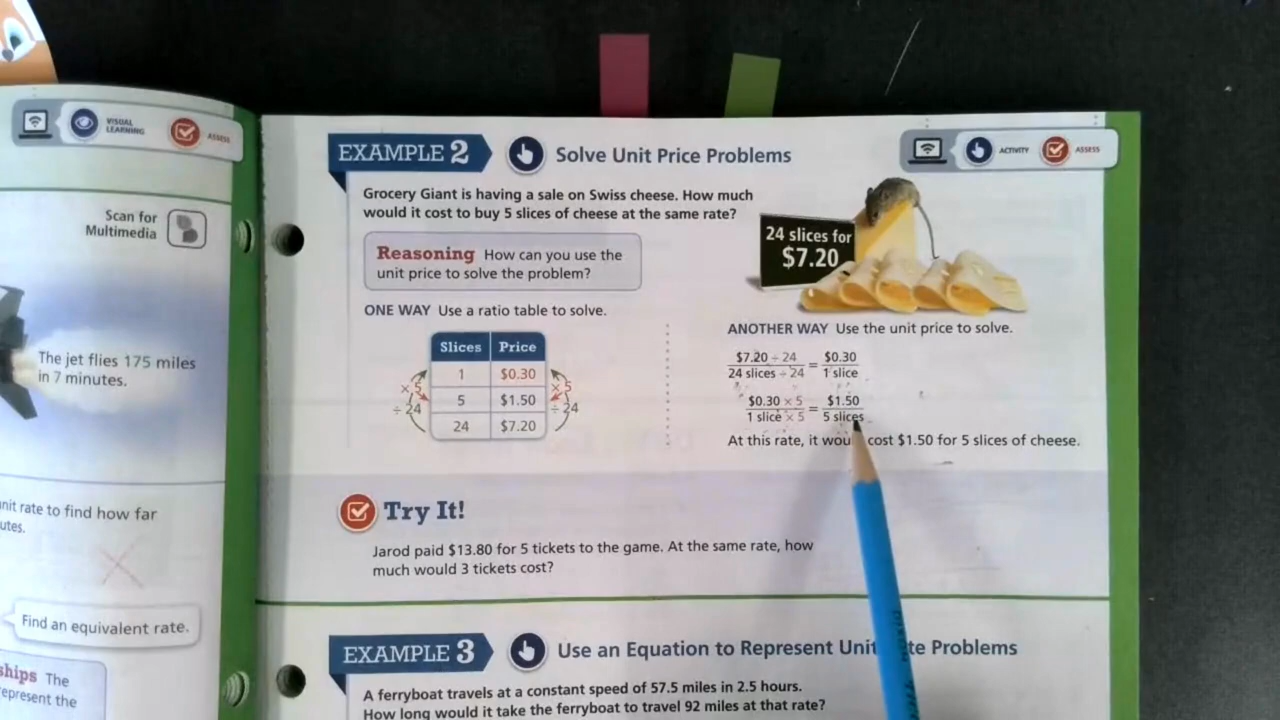 VISUAL
LEARNING
ASSESS
Scan for
Multimedia
The jet flies 175 miles
in 7 minutes.
nit rate to find how far
utes.
Find an equivalent rate.
ships The
epresent the
EXAMPLE 2
Solve Unit Price Problems
ACTIVITY
ASSESS
Grocery Giant is having a sale on Swiss cheese. How much
would it cost to buy 5 slices of cheese at the same rate?
24 slices for
$7.20
Reasoning How can you use the
unit price to solve the problem?
ONE WAY Use a ratio table to solve.
Slices Price
1 $0.30
5 $1.50
24 $7.20
× 5
÷ 24
× 5
÷ 24
ANOTHER WAY Use the unit price to solve.
$7.20 ÷ 24 = $0.30
24 slices ÷ 24 1 slice
$0.30 × 5 = $1.50
1 slice × 5 5 slices
At this rate, it wou cost $1.50 for 5 slices of cheese.
Try It!
Jarod paid $13.80 for 5 tickets to the game. At the same rate, how
much would 3 tickets cost?
EXAMPLE 3
Use an Equation to Represent Unit te Problems
A ferryboat travels at a constant speed of 57.5 miles in 2.5 hours.
How long would it take the ferryboat to travel 92 miles at that rate?